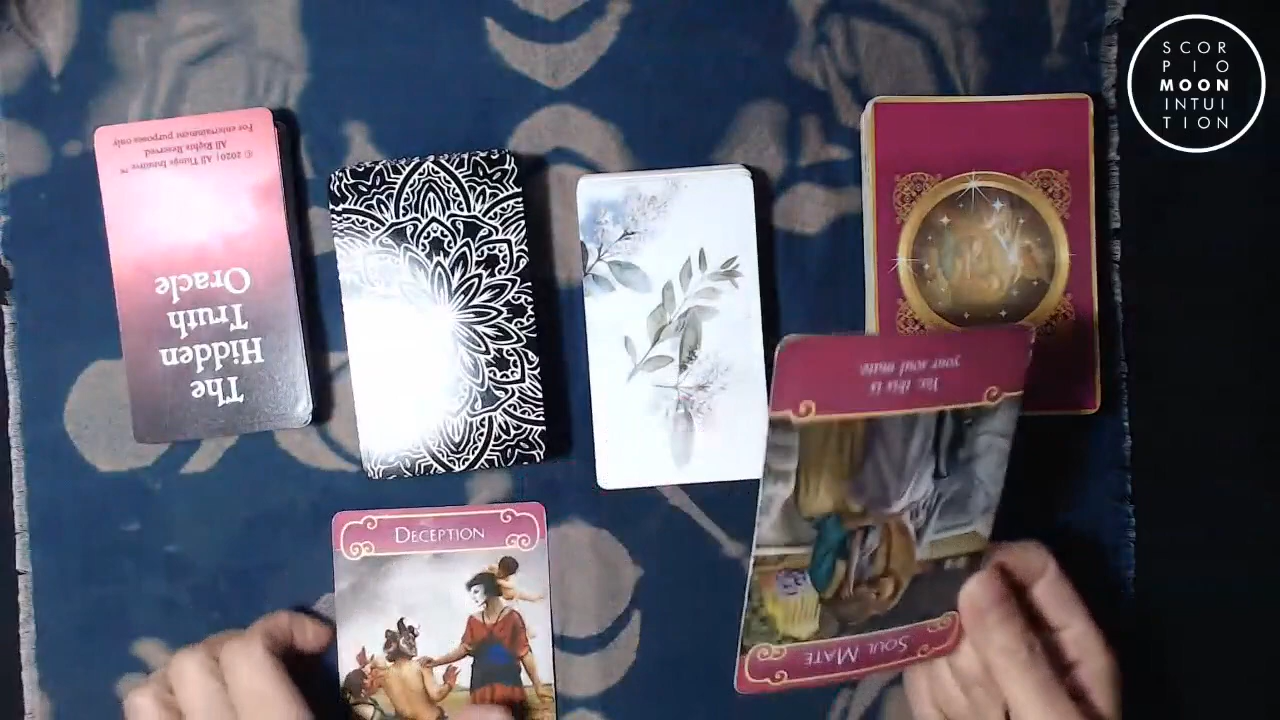 SCOR
PIO
MOON
INTUI
TION
The
Hidden
Truth
Oracle
© 2020 | All Things Intuitive ™
All Rights Reserved
For entertainment purposes only
DECEPTION
SOUL MATE
Yes, this is
your soul mate.